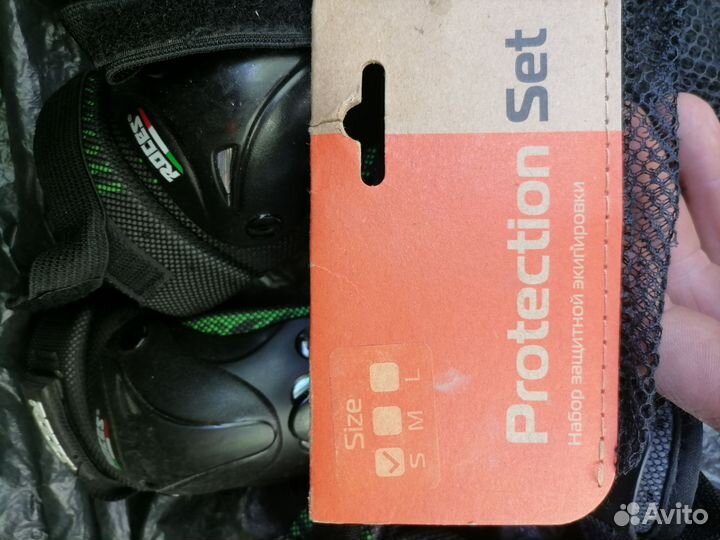 Protection Set
Набор защитной экипировки
Size
S M L
ROCES
Avito